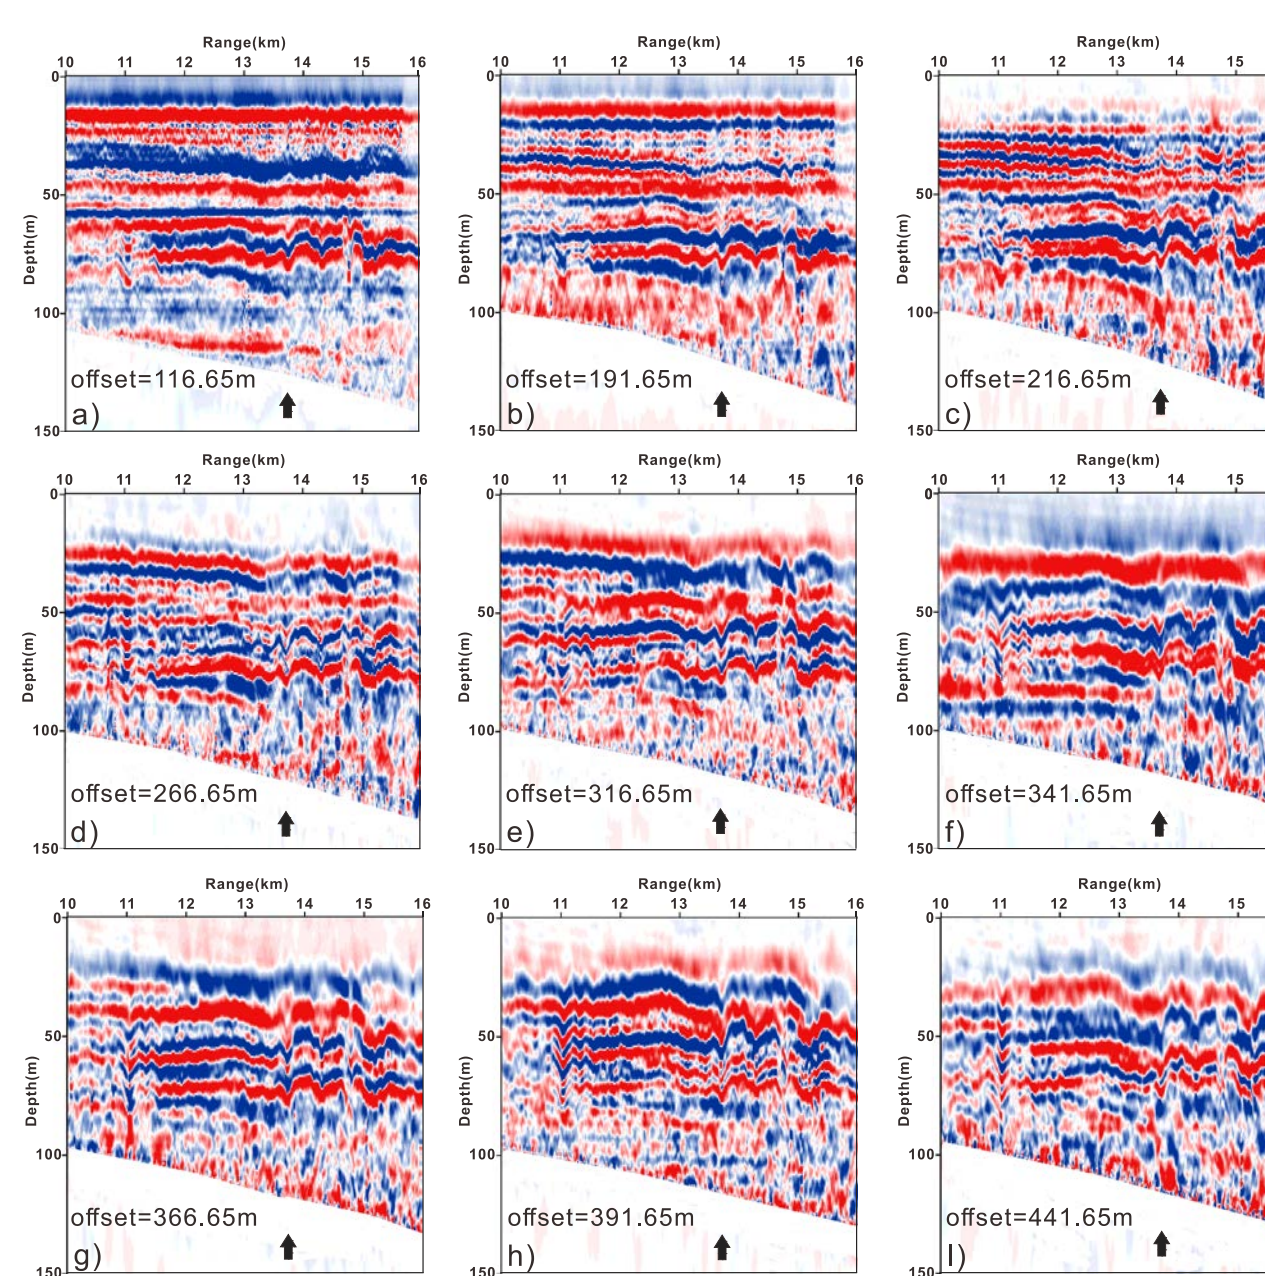 Range(km) Range(km) Range(km)
10 11 12 13 14 15 16 10 11 12 13 14 15 16 10 11 12 13 14 15
0 0 0
50 50 50
Depth(m) Depth(m) Depth(m)
100 100 100
offset=116.65m offset=191.65m offset=216.65m
a) b) c)
150 150 150
Range(km) Range(km) Range(km)
10 11 12 13 14 15 16 10 11 12 13 14 15 16 10 11 12 13 14 15
0 0 0
50 50 50
Depth(m) Depth(m) Depth(m)
100 100 100
offset=266.65m offset=316.65m offset=341.65m
d) e) f)
150 150 150
Range(km) Range(km) Range(km)
10 11 12 13 14 15 16 10 11 12 13 14 15 16 10 11 12 13 14 15
0 0 0
50 50 50
Depth(m) Depth(m) Depth(m)
100 100 100
offset=366.65m offset=391.65m offset=441.65m
g) h) I)
150 150 150